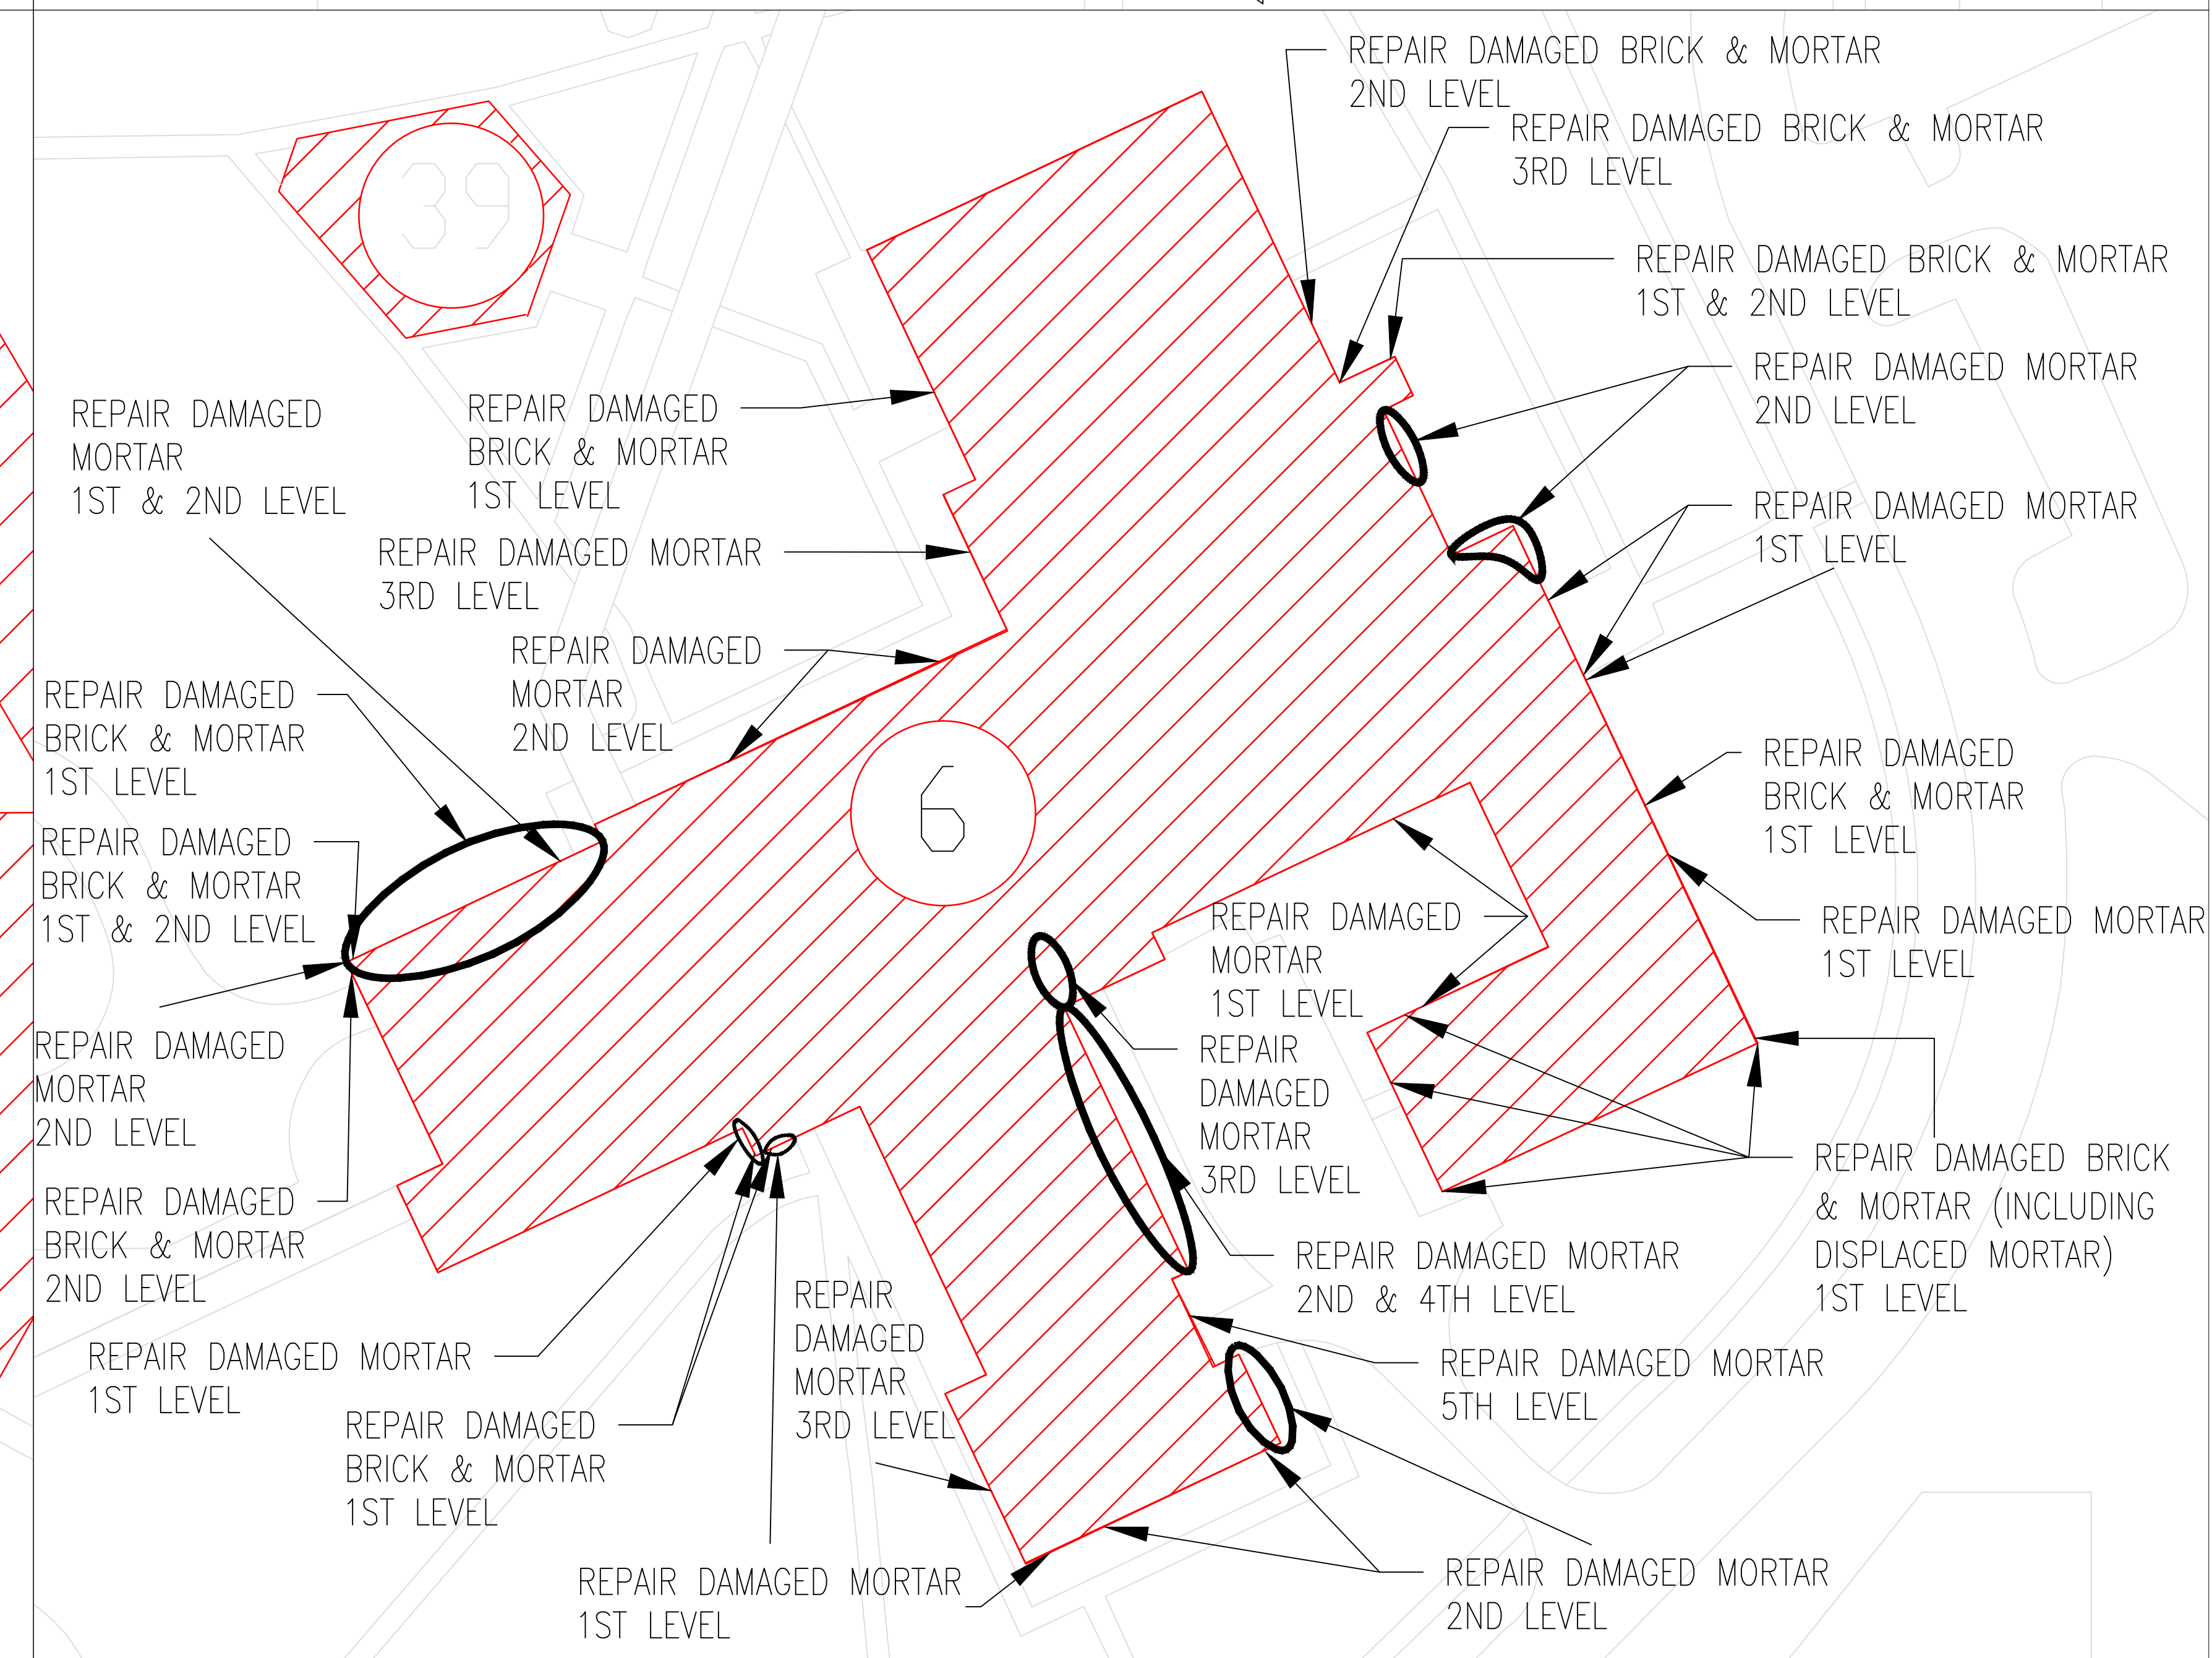 REPAIR DAMAGED BRICK & MORTAR
2ND LEVEL
REPAIR DAMAGED BRICK & MORTAR
3RD LEVEL
39
REPAIR DAMAGED BRICK & MORTAR
1ST & 2ND LEVEL
REPAIR DAMAGED MORTAR
2ND LEVEL
REPAIR DAMAGED
MORTAR
1ST & 2ND LEVEL
REPAIR DAMAGED
BRICK & MORTAR
1ST LEVEL
REPAIR DAMAGED MORTAR
1ST LEVEL
REPAIR DAMAGED MORTAR
3RD LEVEL
REPAIR DAMAGED
MORTAR
2ND LEVEL
REPAIR DAMAGED
BRICK & MORTAR
1ST LEVEL
REPAIR DAMAGED
BRICK & MORTAR
1ST LEVEL
6
REPAIR DAMAGED
BRICK & MORTAR
1ST & 2ND LEVEL
REPAIR DAMAGED
MORTAR
1ST LEVEL
REPAIR DAMAGED MORTAR
1ST LEVEL
REPAIR DAMAGED
MORTAR
2ND LEVEL
REPAIR
DAMAGED
MORTAR
3RD LEVEL
REPAIR DAMAGED BRICK
& MORTAR (INCLUDING
DISPLACED MORTAR)
1ST LEVEL
REPAIR DAMAGED
BRICK & MORTAR
2ND LEVEL
REPAIR DAMAGED MORTAR
2ND & 4TH LEVEL
REPAIR
DAMAGED
MORTAR
3RD LEVEL
REPAIR DAMAGED MORTAR
1ST LEVEL
REPAIR DAMAGED MORTAR
5TH LEVEL
REPAIR DAMAGED
BRICK & MORTAR
1ST LEVEL
REPAIR DAMAGED MORTAR
1ST LEVEL
REPAIR DAMAGED MORTAR
2ND LEVEL